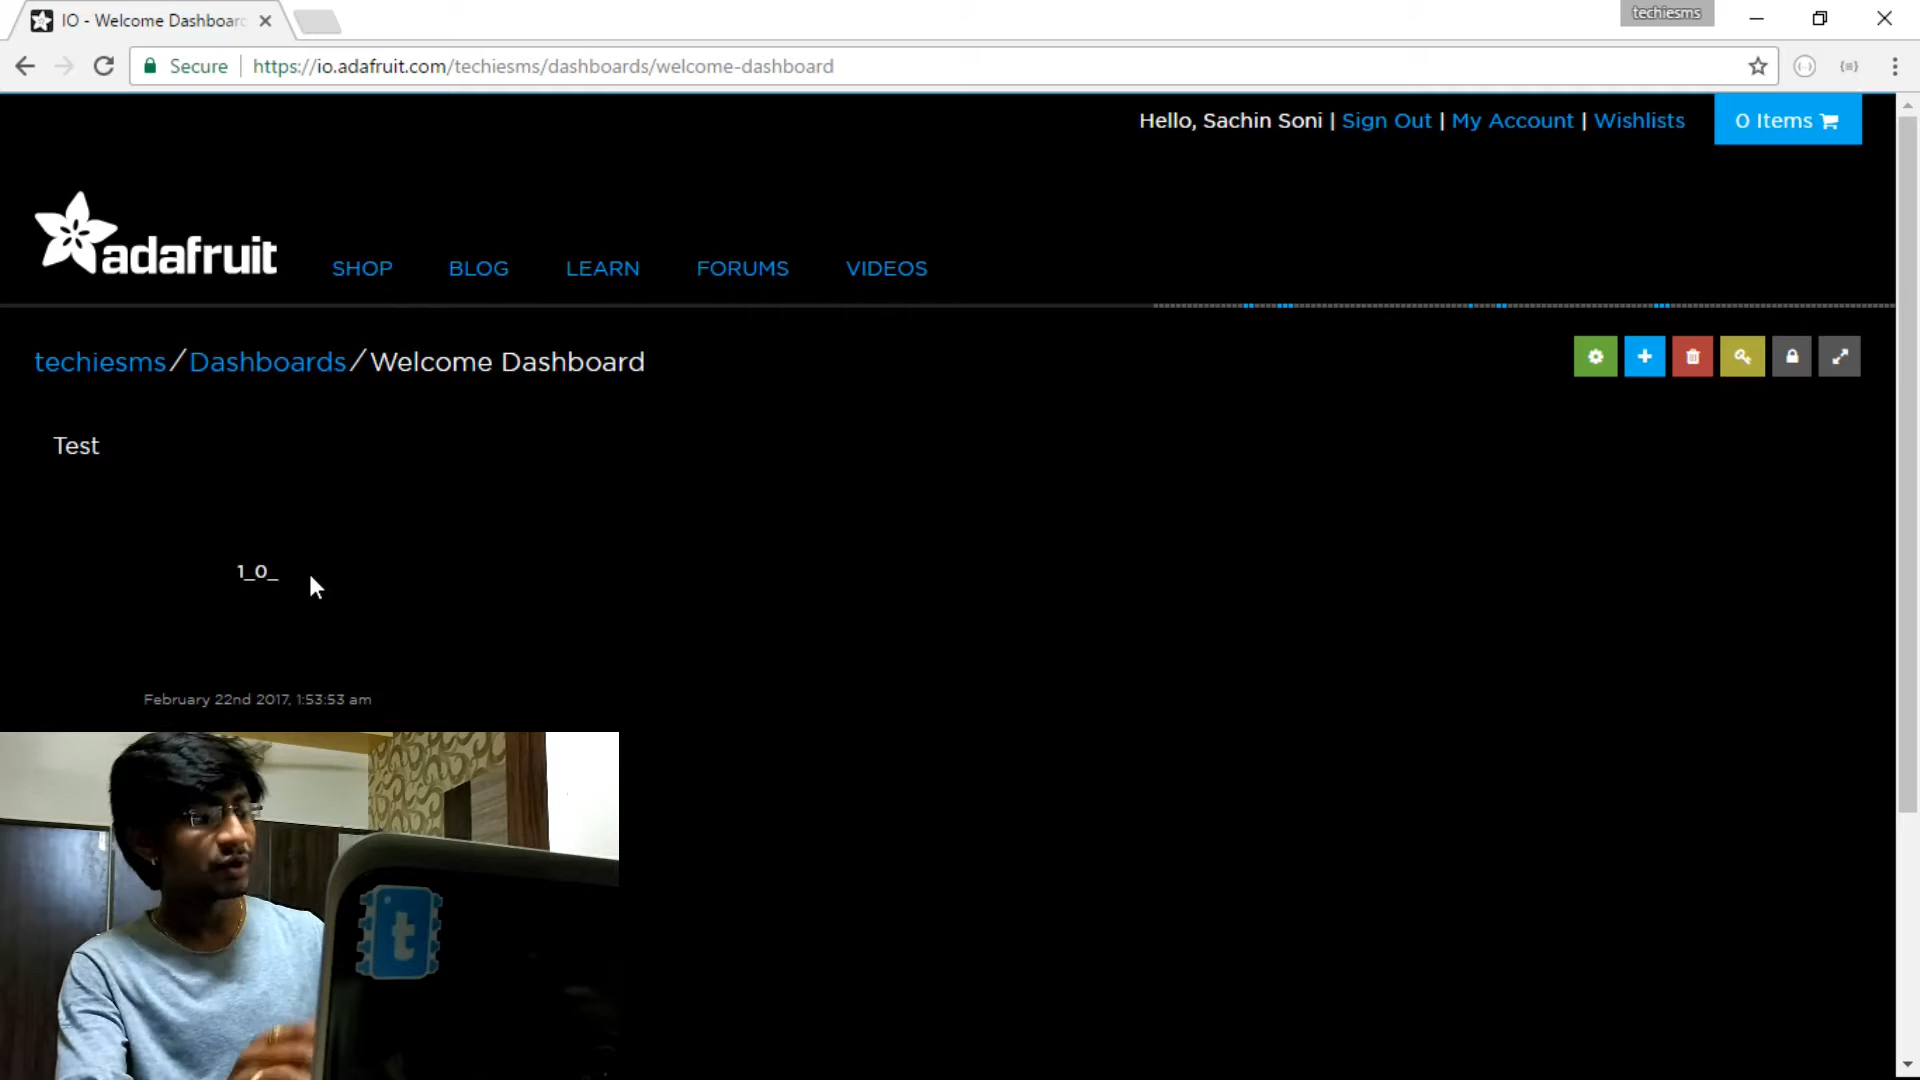 IO - Welcome Dashboar
techiesms
Secure
https://io.adafruit.com/techiesms/dashboards/welcome-dashboard
Hello, Sachin Soni | Sign Out | My Account | Wishlists
0 Items
adafruit
SHOP
BLOG
LEARN
FORUMS
VIDEOS
techiesms/Dashboards/Welcome Dashboard
Test
1_0_
February 22nd 2017, 1:53:53 am
t